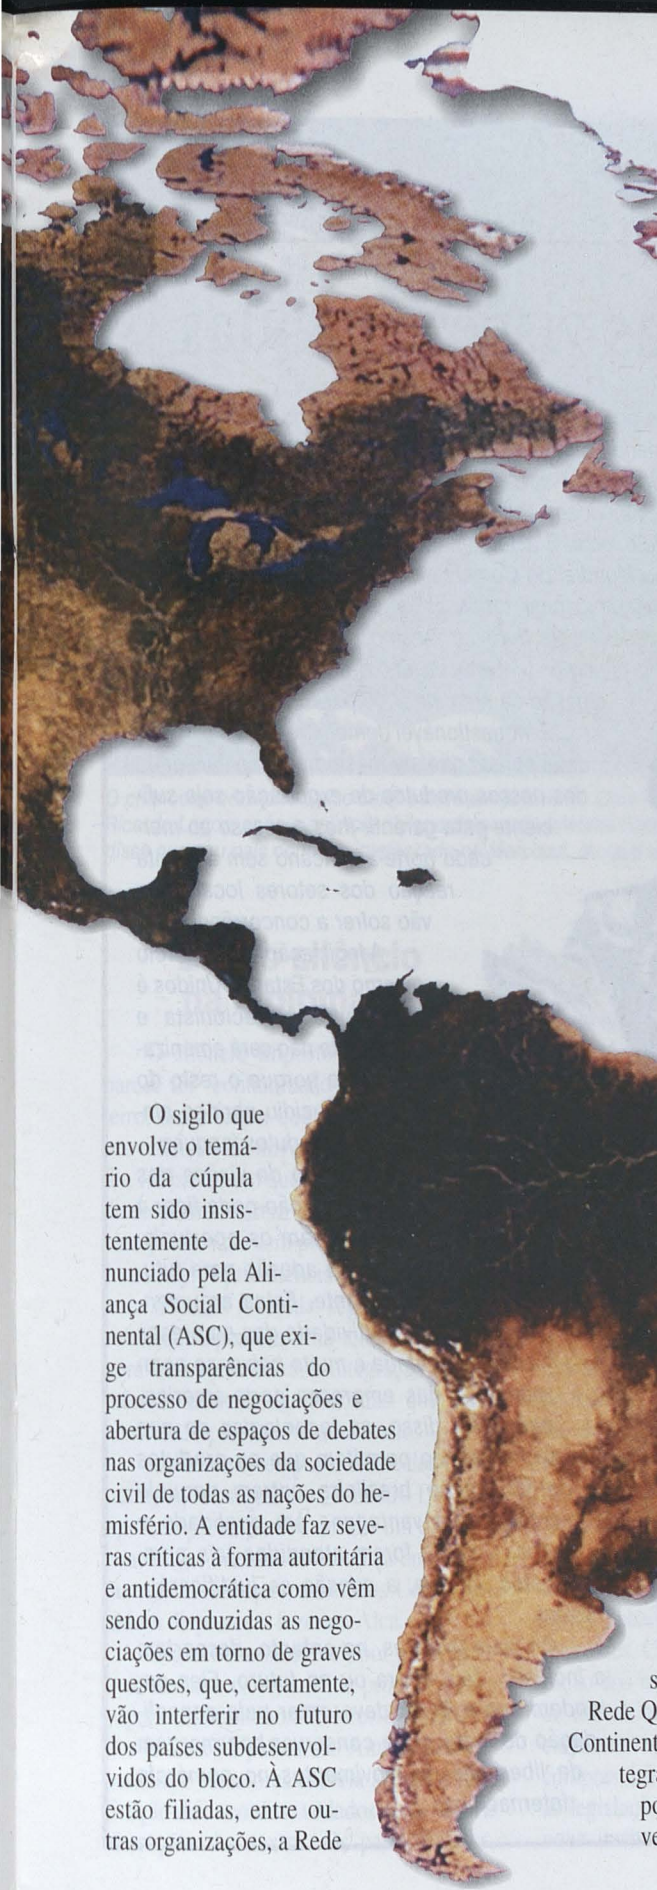 O sigilo que
envolve o temá-
rio da cúpula
tem sido insis-
tentemente de-
nunciado pela Ali-
ança Social Conti-
nental (ASC), que exi-
ge transparências do
processo de negociações e
abertura de espaços de debates
nas organizações da sociedade
civil de todas as nações do he-
misfério. A entidade faz seve-
ras críticas à forma autoritária
e antidemocrática como vêm
sendo conduzidas as nego-
ciações em torno de graves
questões, que, certamente,
vão interferir no futuro
dos países subdesenvol-
vidos do bloco. À ASC
estão filiadas, entre ou-
tras organizações, a Rede
s
Rede Q
Continent
tegra
po
ve